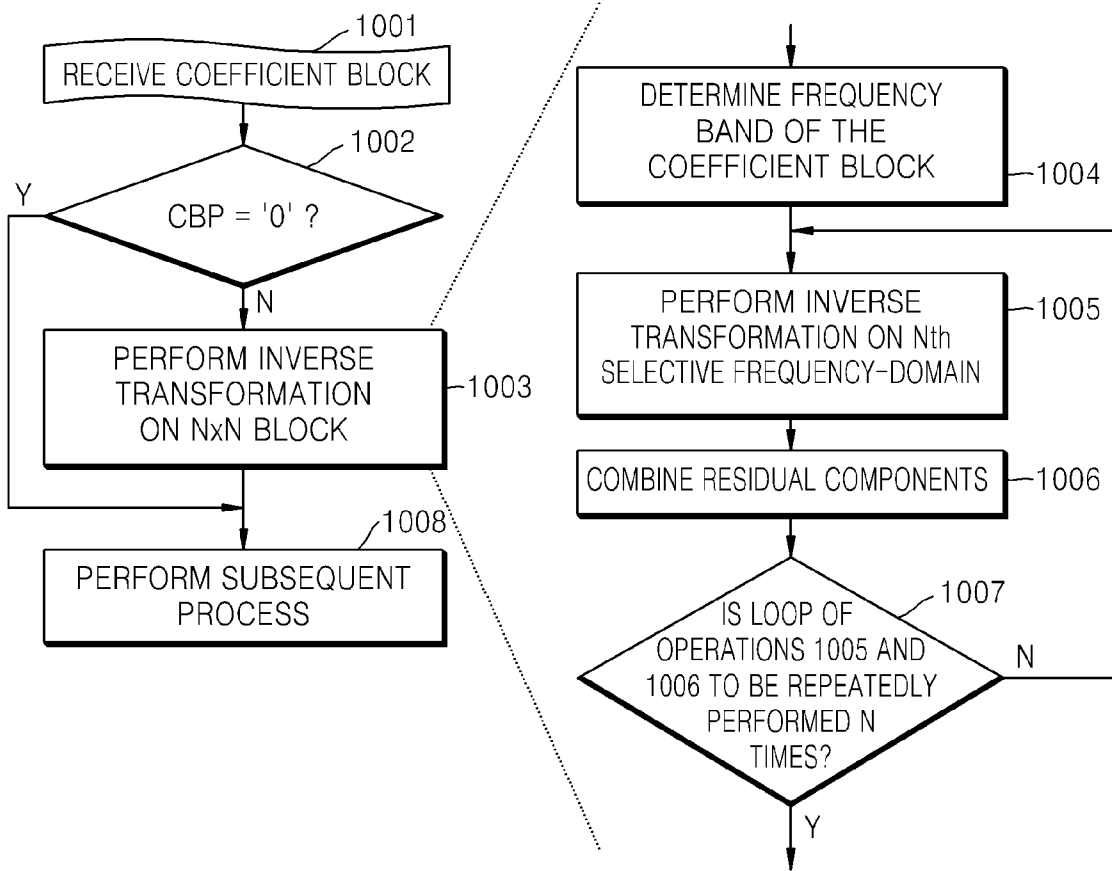 1001
RECEIVE COEFFICIENT BLOCK
1002
Y
CBP = '0' ?
N
PERFORM INVERSE
TRANSFORMATION
ON NxN BLOCK
1003
1008
PERFORM SUBSEQUENT
PROCESS
DETERMINE FREQUENCY
BAND OF THE
COEFFICIENT BLOCK
1004
PERFORM INVERSE
TRANSFORMATION ON Nth
SELECTIVE FREQUENCY-DOMAIN
1005
COMBINE RESIDUAL COMPONENTS
1006
1007
IS LOOP OF
OPERATIONS 1005 AND
1006 TO BE REPEATEDLY
PERFORMED N
TIMES?
N
Y